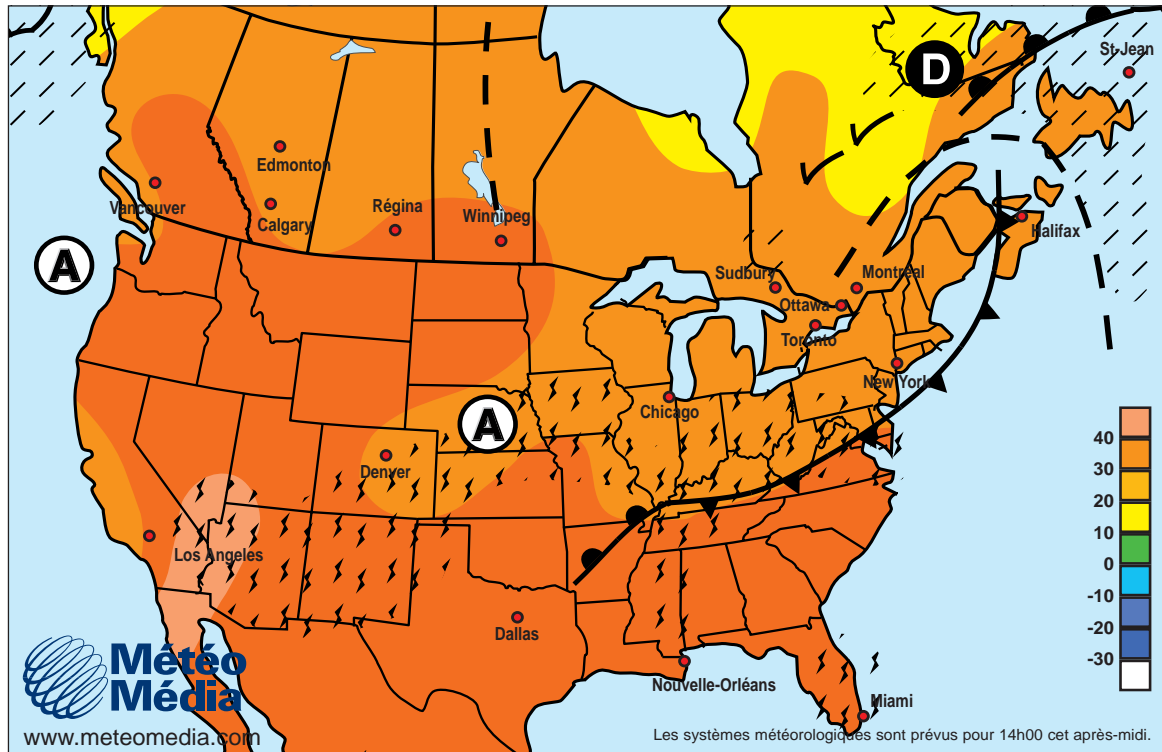 D
St-Jean
Edmonton
Vancouver
Calgary
Régina
Winnipeg
Halifax
A
Sudbury
Montréal
Ottawa
Toronto
New York
Chicago
A
Denver
40
30
20
10
0
-10
-20
-30
Los Angeles
Dallas
Nouvelle-Orléans
Miami
Météo
Média
www.meteomedia.com
Les systèmes météorologiques sont prévus pour 14h00 cet après-midi.